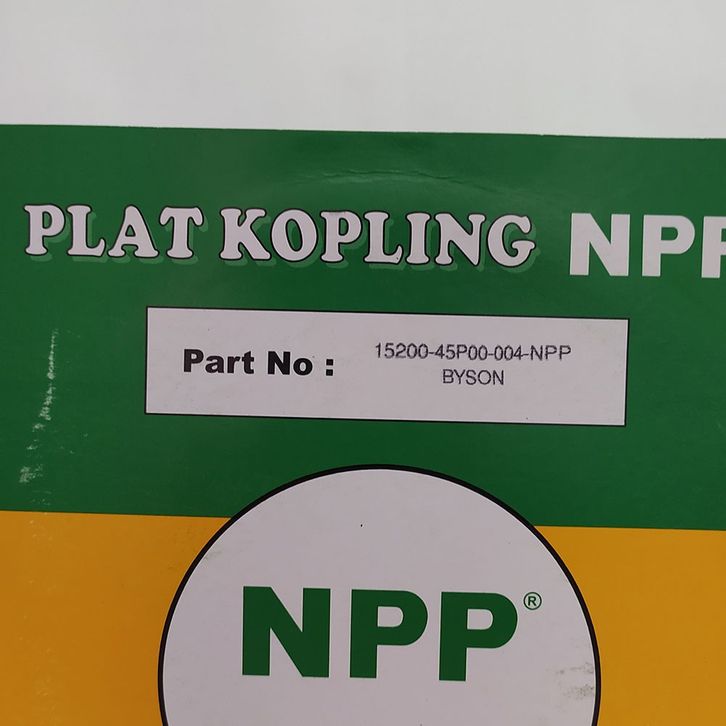 PLAT KOPLING NPP
Part No : 15200-45P00-004-NPP
BYSON
NPP®